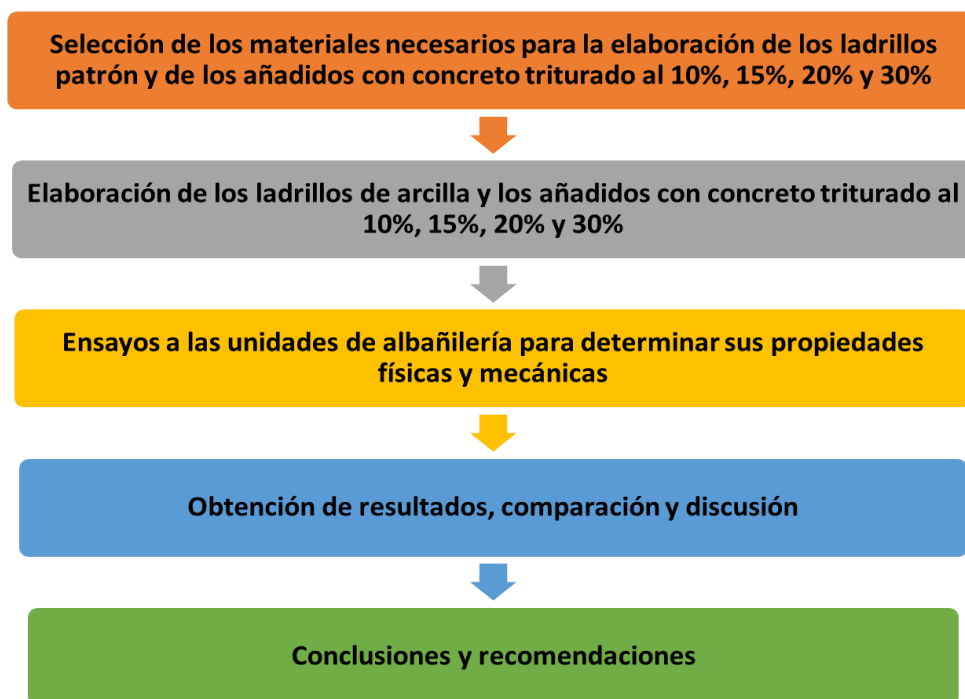 Selección de los materiales necesarios para la elaboración de los ladrillos
patrón y de los añadidos con concreto triturado al 10%, 15%, 20% y 30%
Elaboración de los ladrillos de arcilla y los añadidos con concreto triturado al
10%, 15%, 20% y 30%
Ensayos a las unidades de albañilería para determinar sus propiedades
físicas y mecánicas
Obtención de resultados, comparación y discusión
Conclusiones y recomendaciones